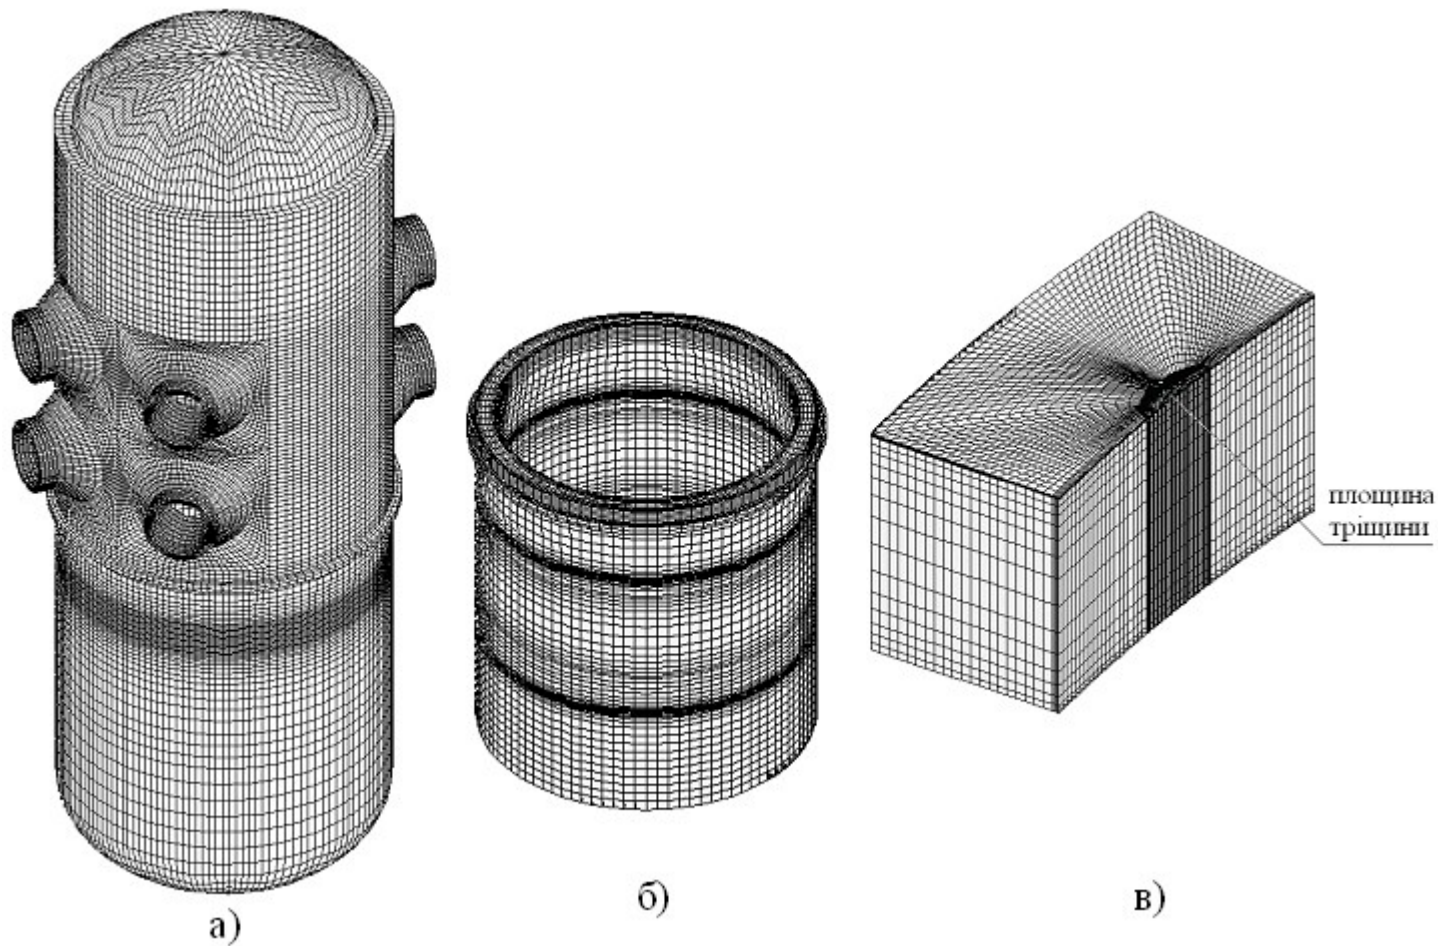 площина
тріщини
а)
б)
в)